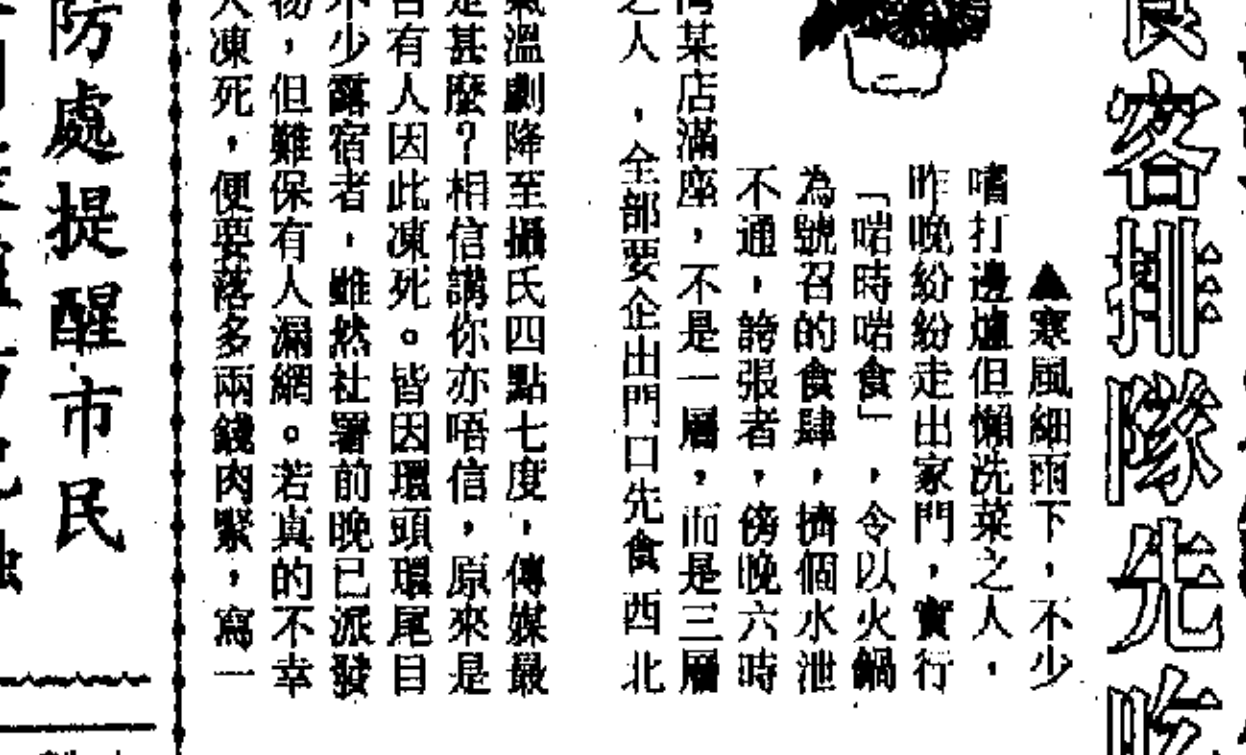 食客排隊先吃
▲寒風細雨下，不少
嗜打邊爐但懶洗菜之人，
昨晚紛紛走出家門，實行
「啱時啱食」，令以火鍋
為號召的食肆，擠個水泄
不通，誇張者，傍晚六時
灣某店滿座，不是一層，而是三層
之人，全部要企出門口先食西北
氣溫劇降至攝氏四點七度，傳媒最
是甚麼？相信講你亦唔信，原來是
否有人因此凍死。皆因環頭環尾目
不少露宿者，雖然社署前晚已派發
物，但難保有人漏網。若真的不幸
人凍死，便要落多兩錢肉緊，寫一
防處提醒市民